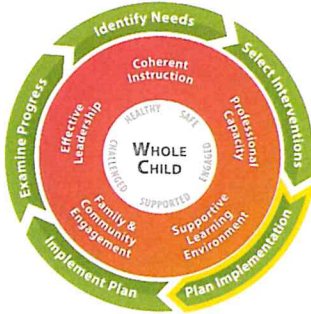 Identify Needs
Select Interventions
Plan Implementation
Implement Plan
Examine Progress
Coherent
Instruction
Professional
Capacity
Supportive
Learning
Environment
Family &
Community
Engagement
Effective
Leadership
HEALTHY
SAFE
ENGAGED
SUPPORTED
CHALLENGED
WHOLE
CHILD